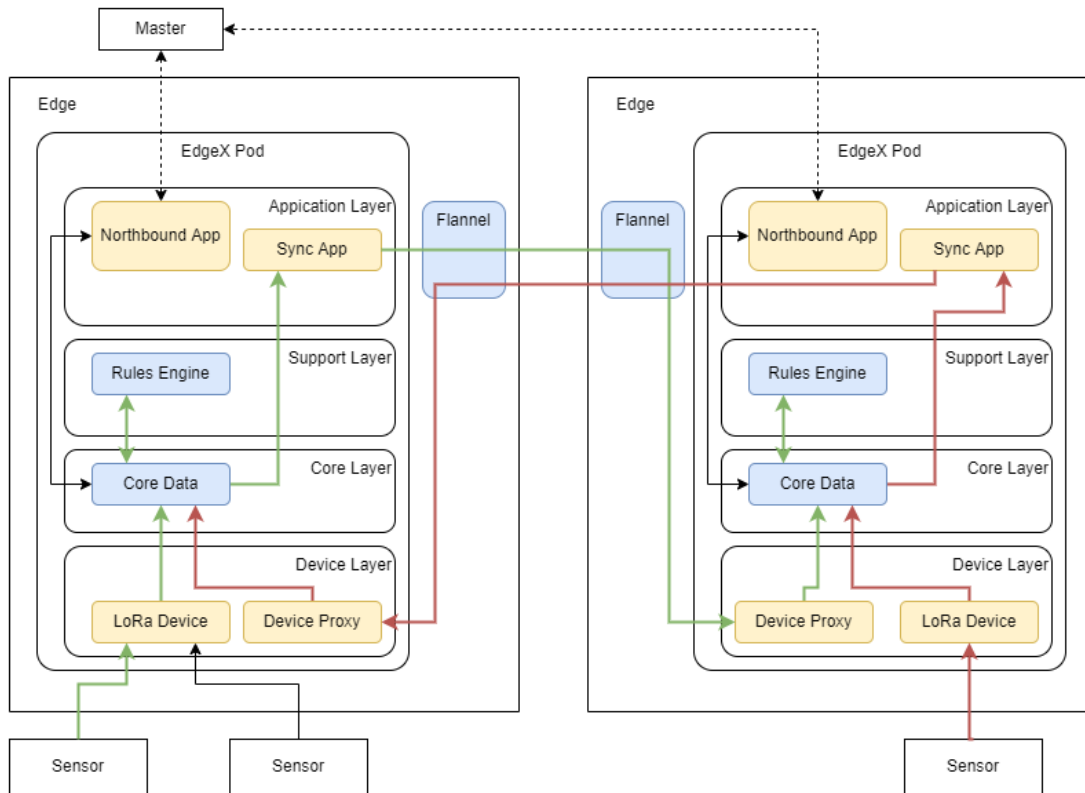 Master
Edge
EdgeX Pod
Appication Layer
Northbound App
Sync App
Flannel
Support Layer
Rules Engine
Core Layer
Core Data
Device Layer
LoRa Device
Device Proxy
Sensor
Sensor
Edge
EdgeX Pod
Flannel
Appication Layer
Northbound App
Sync App
Support Layer
Rules Engine
Core Layer
Core Data
Device Layer
Device Proxy
LoRa Device
Sensor